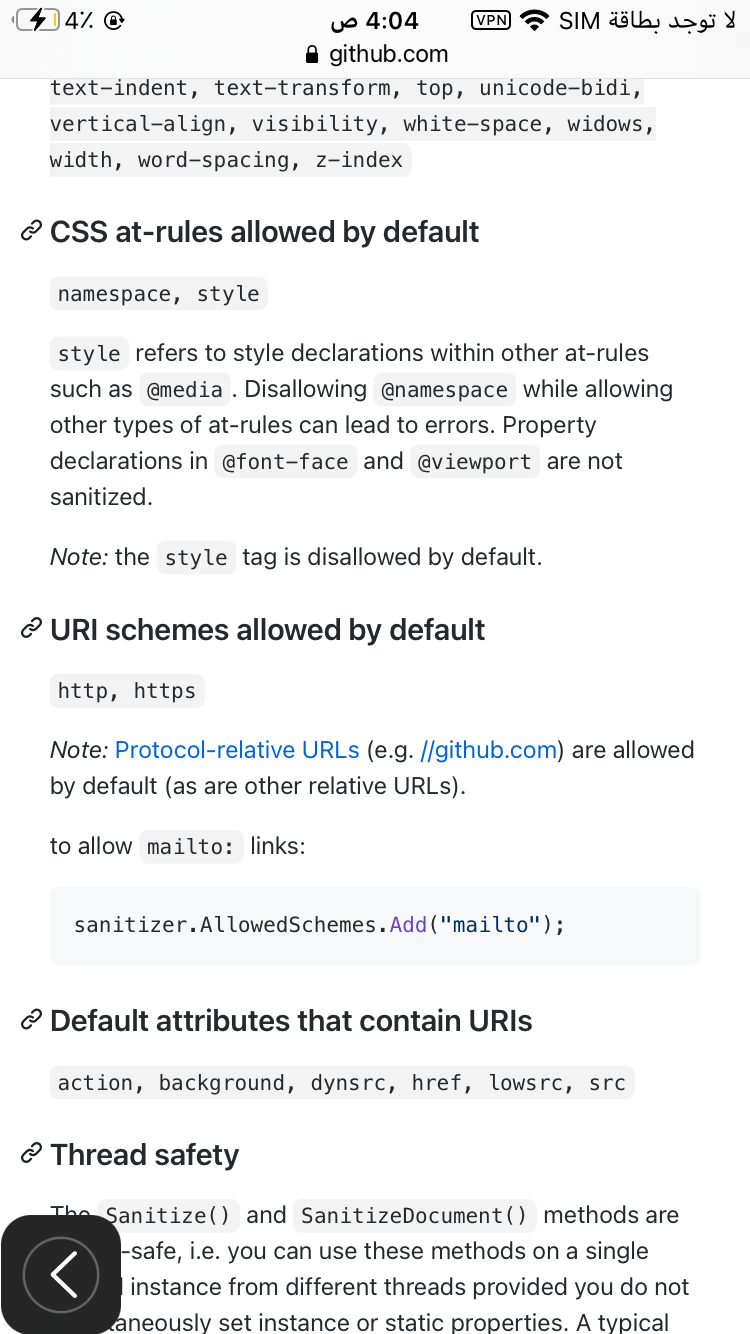 4٪ 4:04 ص VPN SIM لا توجد بطاقة
github.com
text-indent, text-transform, top, unicode-bidi,
vertical-align, visibility, white-space, widows,
width, word-spacing, z-index
CSS at-rules allowed by default
namespace, style
style refers to style declarations within other at-rules
such as @media. Disallowing @namespace while allowing
other types of at-rules can lead to errors. Property
declarations in @font-face and @viewport are not
sanitized.
Note: the style tag is disallowed by default.
URI schemes allowed by default
http, https
Note: Protocol-relative URLs (e.g. //github.com) are allowed
by default (as are other relative URLs).
to allow mailto: links:
sanitizer.AllowedSchemes.Add("mailto");
Default attributes that contain URIs
action, background, dynsrc, href, lowsrc, src
Thread safety
The Sanitize() and SanitizeDocument() methods are
-safe, i.e. you can use these methods on a single
instance from different threads provided you do not
taneously set instance or static properties. A typical